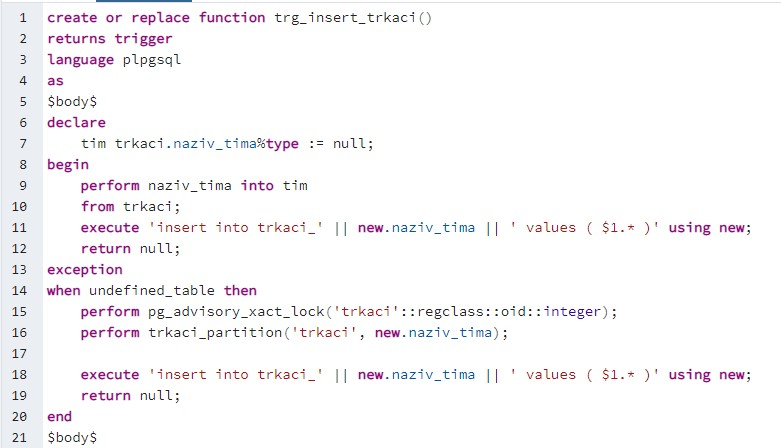 1 create or replace function trg_insert_trkaci()
2 returns trigger
3 language plpgsql
4 as
5 $body$
6 declare
7     tim trkaci.naziv_tima%type := null;
8 begin
9     perform naziv_tima into tim
10     from trkaci;
11     execute 'insert into trkaci_' || new.naziv_tima || ' values ( $1.* )' using new;
12     return null;
13 exception
14 when undefined_table then
15     perform pg_advisory_xact_lock('trkaci'::regclass::oid::integer);
16     perform trkaci_partition('trkaci', new.naziv_tima);
17
18     execute 'insert into trkaci_' || new.naziv_tima || ' values ( $1.* )' using new;
19     return null;
20 end
21 $body$